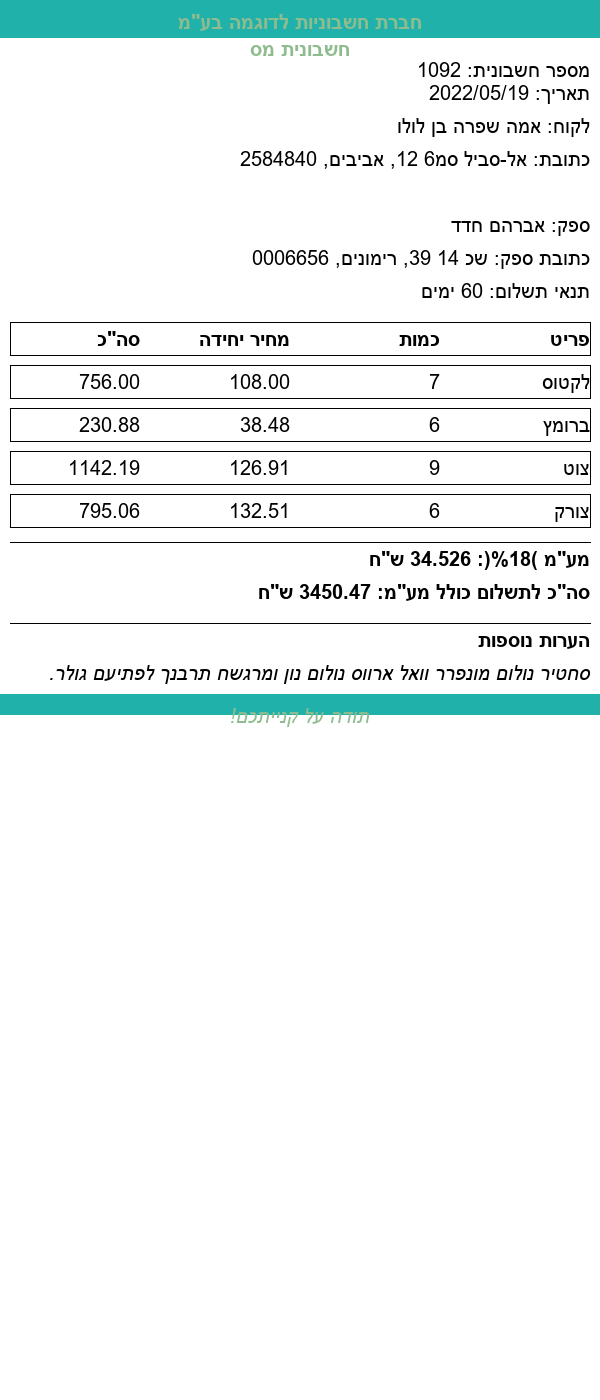 חברת חשבוניות לדוגמה בע"מ
חשבונית מס
מספר חשבונית: 1092
תאריך: 2022/05/19
לקוח: אמה שפרה בן לולו
כתובת: אל-סביל סמ6 12, אביבים, 2584840
ספק: אברהם חדד
כתובת ספק: שכ 14 39, רימונים, 0006656
תנאי תשלום: 60 ימים
פריט כמות מחיר יחידה סה"כ
לקטוס 7 108.00 756.00
ברומץ 6 38.48 230.88
צוט 9 126.91 1142.19
צורק 6 132.51 795.06
מע"מ )18%(: 34.526 ש"ח
סה"כ לתשלום כולל מע"מ: 3450.47 ש"ח
הערות נוספות
סחטיר נולום מונפרר וואל ארווס נולום נון ומרגשח תרבנך לפתיעם גולר.
תודה על קנייתכם!